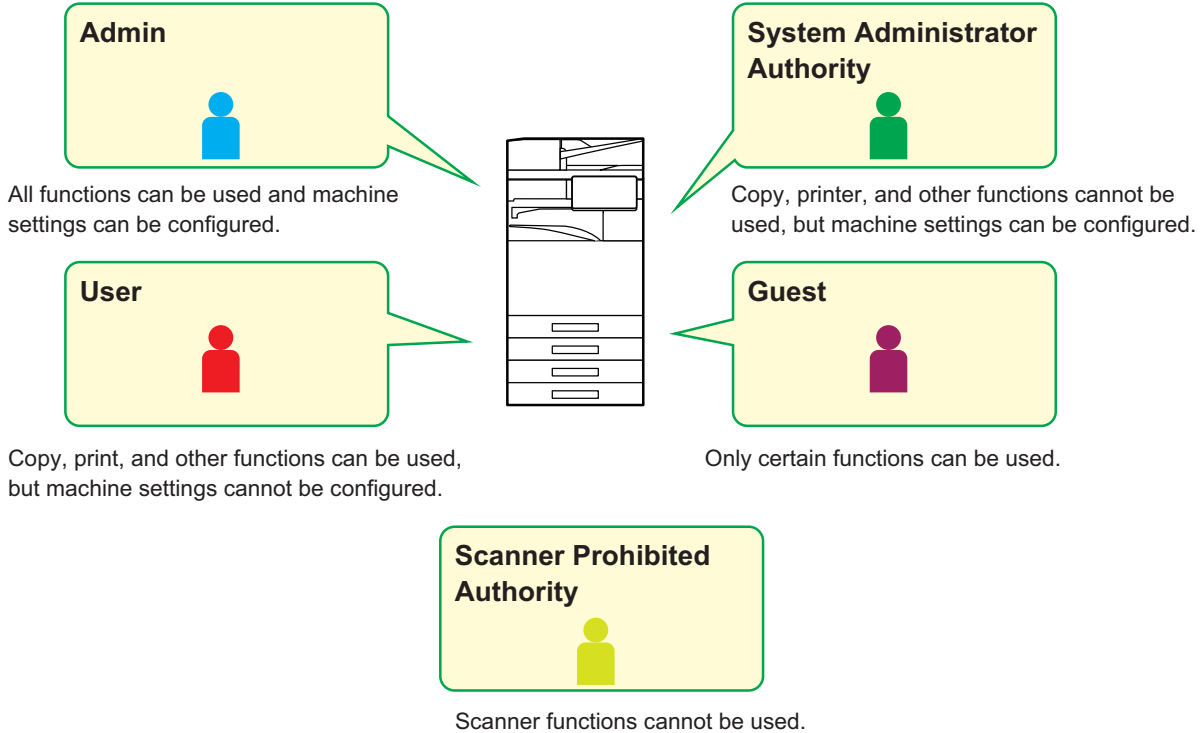 Admin
All functions can be used and machine
settings can be configured.
System Administrator
Authority
Copy, printer, and other functions cannot be
used, but machine settings can be configured.
User
Copy, print, and other functions can be used,
but machine settings cannot be configured.
Guest
Only certain functions can be used.
Scanner Prohibited
Authority
Scanner functions cannot be used.